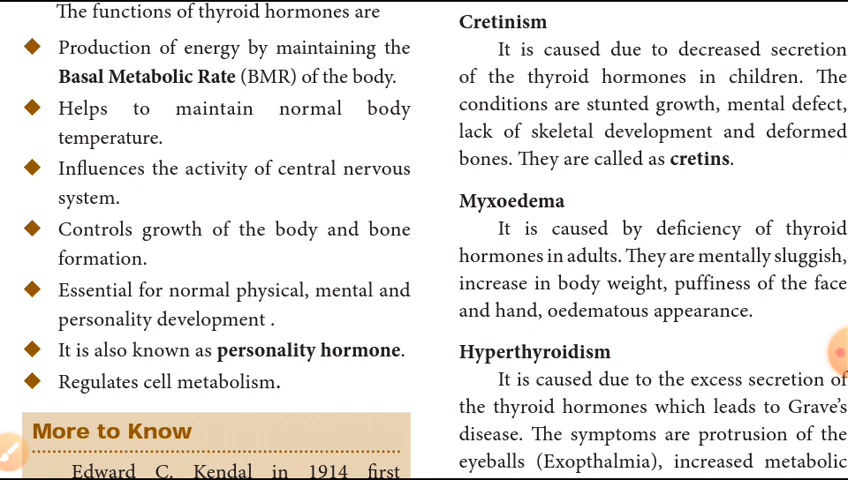 The functions of thyroid hormones are
Production of energy by maintaining the
Basal Metabolic Rate (BMR) of the body.
Helps to maintain normal body
temperature.
Influences the activity of central nervous
system.
Controls growth of the body and bone
formation.
Essential for normal physical, mental and
personality development .
It is also known as personality hormone.
Regulates cell metabolism.
More to Know
Edward C. Kendal in 1914 first
Cretinism
It is caused due to decreased secretion
of the thyroid hormones in children. The
conditions are stunted growth, mental defect,
lack of skeletal development and deformed
bones. They are called as cretins.
Myxoedema
It is caused by deficiency of thyroid
hormones in adults. They are mentally sluggish,
increase in body weight, puffiness of the face
and hand, oedematous appearance.
Hyperthyroidism
It is caused due to the excess secretion of
the thyroid hormones which leads to Grave's
disease. The symptoms are protrusion of the
eyeballs (Exopthalmia), increased metabolic